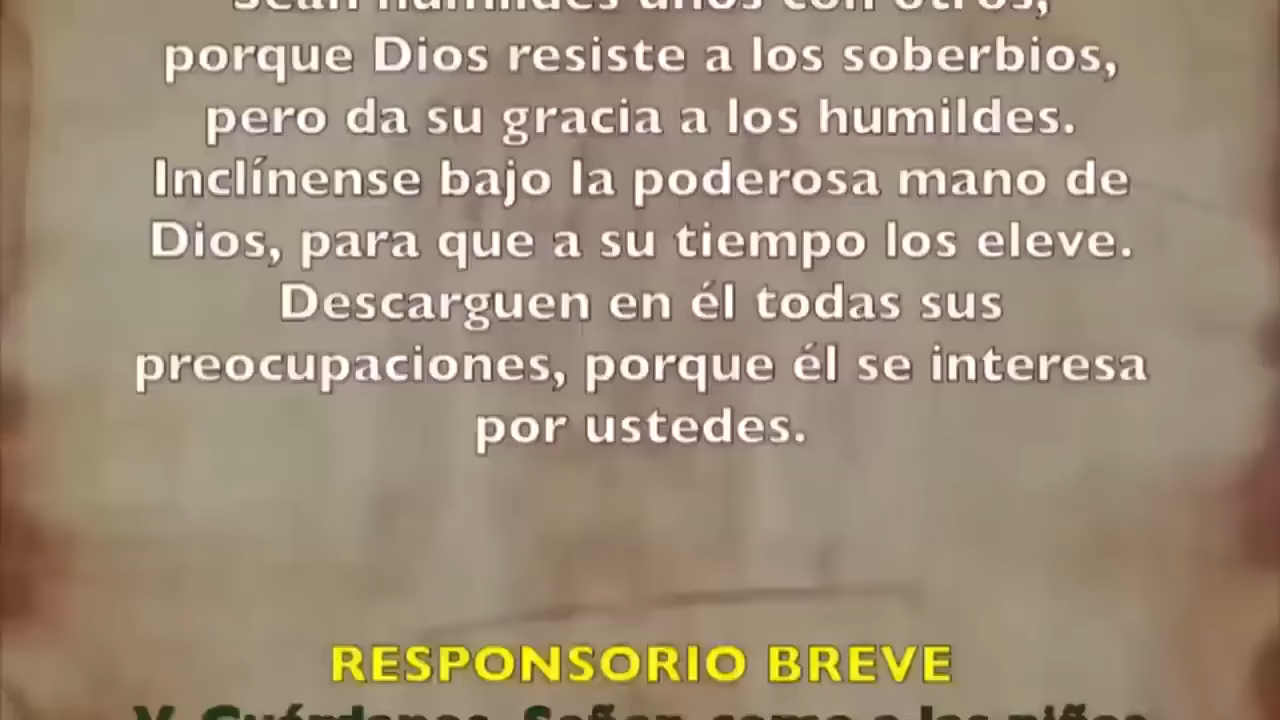 Sean humildes unos con otros,
porque Dios resiste a los soberbios,
pero da su gracia a los humildes.
Inclínense bajo la poderosa mano de
Dios, para que a su tiempo los eleve.
Descarguen en él todas sus
preocupaciones, porque él se interesa
por ustedes.
RESPONSORIO BREVE
V. Guárdanos, Señor, como a las niñas